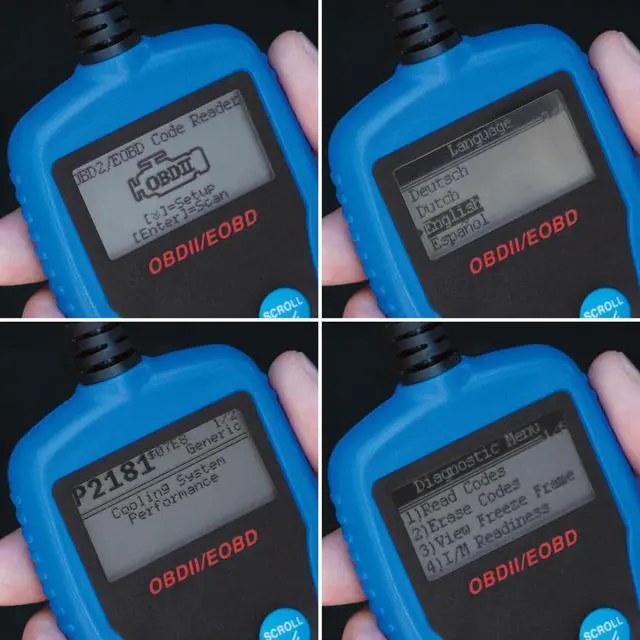 OBD2/EOBD Code Reader
OBDII
[y]=Setup
[Enter]=Scan
OBDII/EOBD
SCROLL
Language
Deutsch
Dutch
English
Español
OBDII/EOBD
SCROLL
1/2
P2181 $07E8 Generic
Cooling System
Performance
OBDII/EOBD
SCROLL
Diagnostic Menu
1)Read Codes
2)Erase Codes
3)View Freeze Frame
4)I/M Readiness
OBDII/EOBD
SCROLL